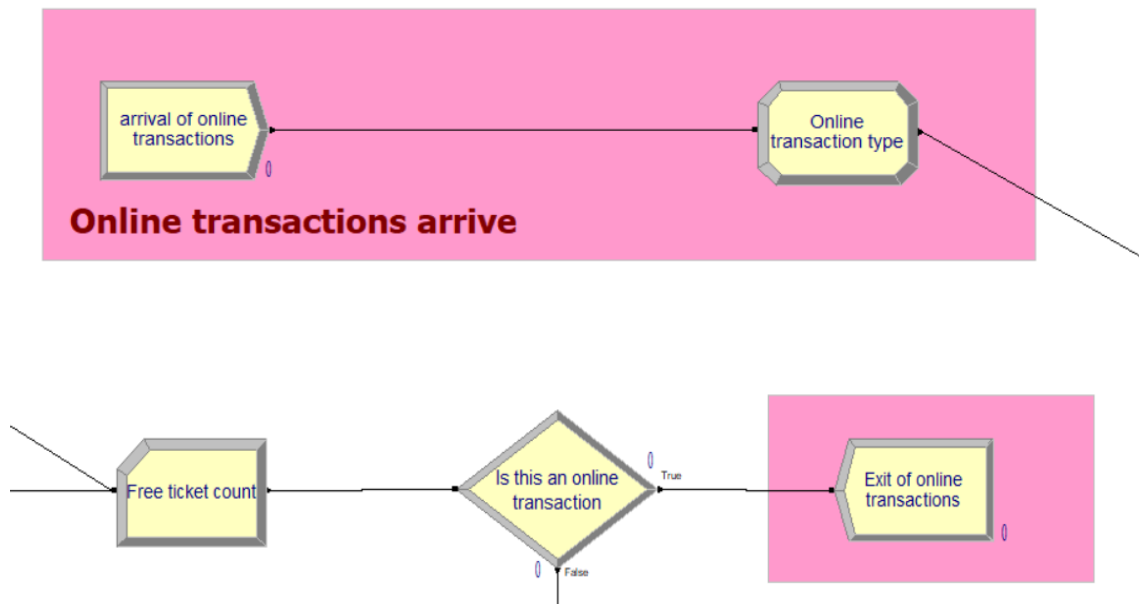 arrival of online
transactions
0
Online
transaction type
Online transactions arrive
Free ticket count
Is this an online
transaction
0
True
0
False
Exit of online
transactions
0